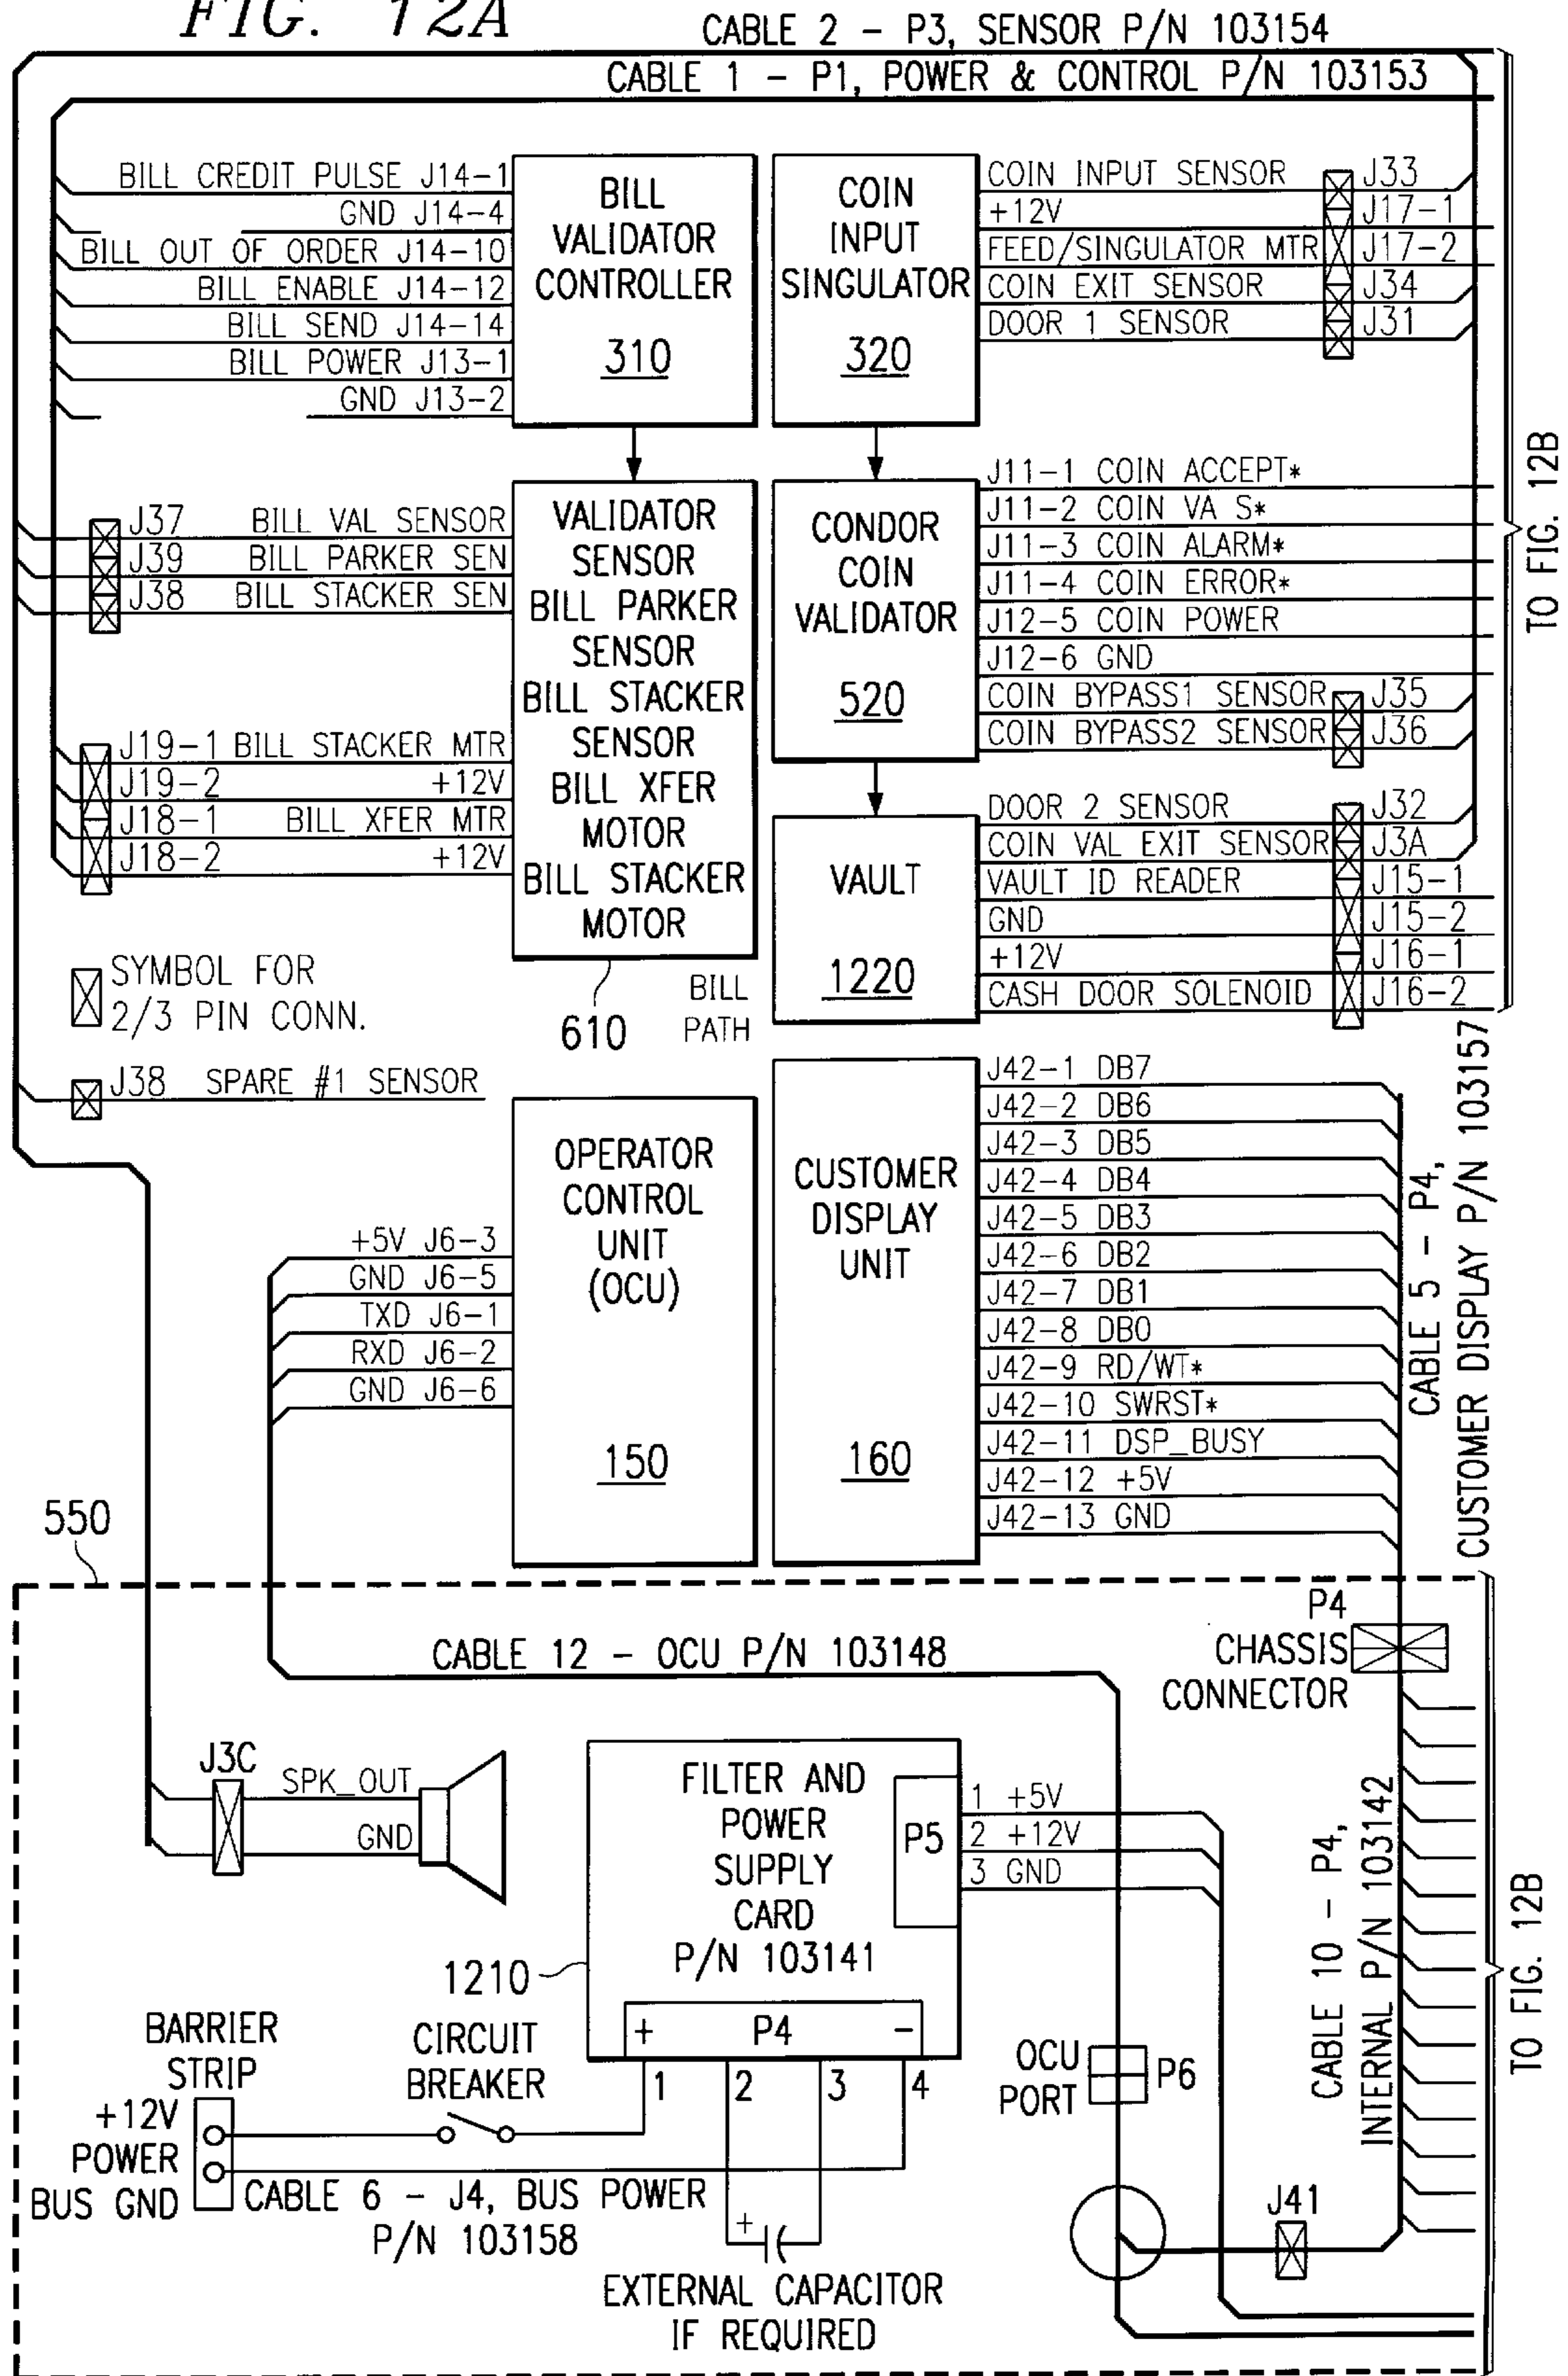 FIG. 12A
CABLE 2 - P3, SENSOR P/N 103154
CABLE 1 - P1, POWER & CONTROL P/N 103153
BILL CREDIT PULSE J14-1
GND J14-4
BILL OUT OF ORDER J14-10
BILL ENABLE J14-12
BILL SEND J14-14
BILL POWER J13-1
GND J13-2
BILL
VALIDATOR
CONTROLLER
310
COIN
INPUT
SINGULATOR
320
COIN INPUT SENSOR J33
+12V J17-1
FEED/SINGULATOR MTR J17-2
COIN EXIT SENSOR J34
DOOR 1 SENSOR J31
J37 BILL VAL SENSOR
J39 BILL PARKER SEN
J38 BILL STACKER SEN
J19-1 BILL STACKER MTR
J19-2 +12V
J18-1 BILL XFER MTR
J18-2 +12V
VALIDATOR
SENSOR
BILL PARKER
SENSOR
BILL STACKER
SENSOR
BILL XFER
MOTOR
BILL STACKER
MOTOR
610
BILL
PATH
CONDOR
COIN
VALIDATOR
520
J11-1 COIN ACCEPT*
J11-2 COIN VA S*
J11-3 COIN ALARM*
J11-4 COIN ERROR*
J12-5 COIN POWER
J12-6 GND
COIN BYPASS1 SENSOR J35
COIN BYPASS2 SENSOR J36
VAULT
1220
DOOR 2 SENSOR J32
COIN VAL EXIT SENSOR J3A
VAULT ID READER J15-1
GND J15-2
+12V J16-1
CASH DOOR SOLENOID J16-2
TO FIG. 12B
SYMBOL FOR
2/3 PIN CONN.
J38 SPARE #1 SENSOR
+5V J6-3
GND J6-5
TXD J6-1
RXD J6-2
GND J6-6
OPERATOR
CONTROL
UNIT
(OCU)
150
CUSTOMER
DISPLAY
UNIT
160
J42-1 DB7
J42-2 DB6
J42-3 DB5
J42-4 DB4
J42-5 DB3
J42-6 DB2
J42-7 DB1
J42-8 DB0
J42-9 RD/WT*
J42-10 SWRST*
J42-11 DSP_BUSY
J42-12 +5V
J42-13 GND
CABLE 5 - P4,
CUSTOMER DISPLAY P/N 103157
550
CABLE 12 - OCU P/N 103148
P4
CHASSIS
CONNECTOR
J3C
SPK_OUT
GND
FILTER AND
POWER
SUPPLY
CARD
P/N 103141
P5
1 +5V
2 +12V
3 GND
1210
+ P4 -
1 2 3 4
BARRIER
STRIP
CIRCUIT
BREAKER
+12V
POWER
BUS GND
CABLE 6 - J4, BUS POWER
P/N 103158
+
EXTERNAL CAPACITOR
IF REQUIRED
OCU
PORT
P6
J41
CABLE 10 - P4,
INTERNAL P/N 103142
TO FIG. 12B